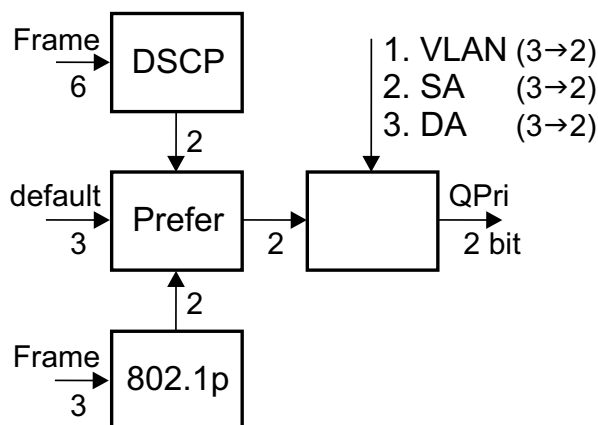 Frame
6
DSCP
2
1. VLAN (3→2)
2. SA (3→2)
3. DA (3→2)
default
3
Prefer
2
QPri
2 bit
2
Frame
3
802.1p